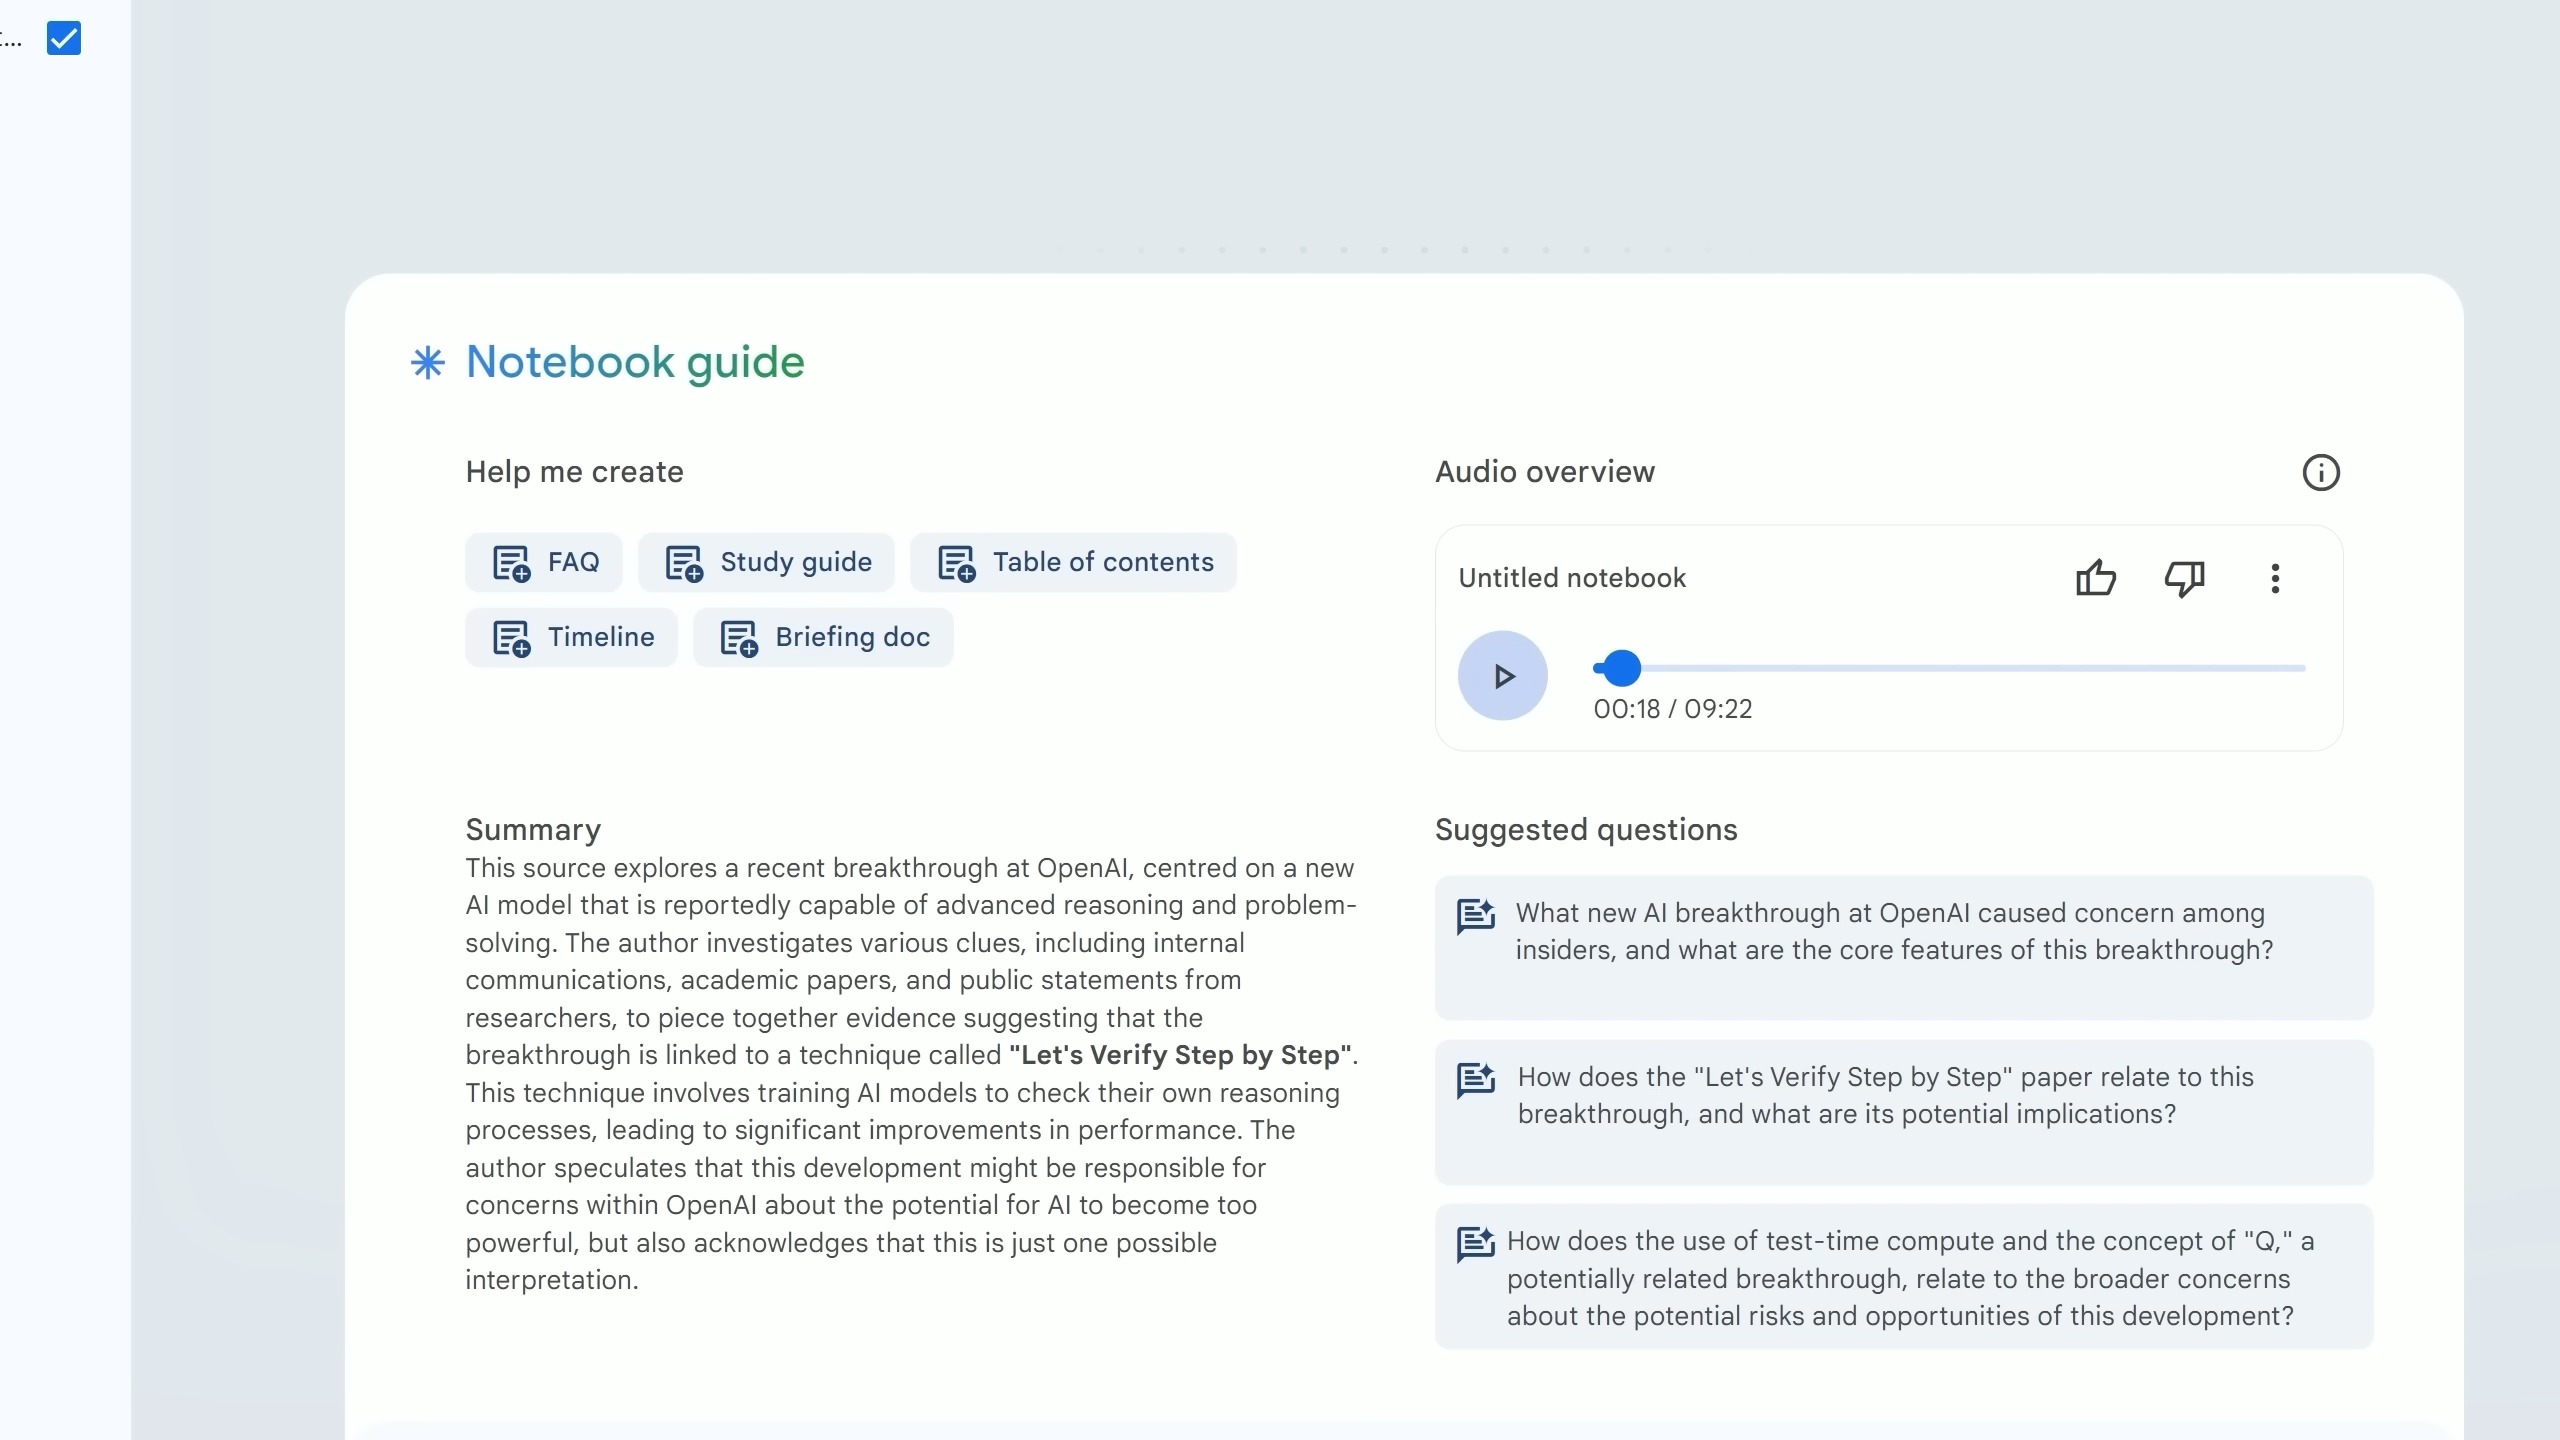 t...
Notebook guide
Help me create
FAQ
Study guide
Table of contents
Timeline
Briefing doc
Audio overview
Untitled notebook
00:18 / 09:22
Summary
This source explores a recent breakthrough at OpenAI, centred on a new
AI model that is reportedly capable of advanced reasoning and problem-
solving. The author investigates various clues, including internal
communications, academic papers, and public statements from
researchers, to piece together evidence suggesting that the
breakthrough is linked to a technique called "Let's Verify Step by Step".
This technique involves training AI models to check their own reasoning
processes, leading to significant improvements in performance. The
author speculates that this development might be responsible for
concerns within OpenAI about the potential for AI to become too
powerful, but also acknowledges that this is just one possible
interpretation.
Suggested questions
What new AI breakthrough at OpenAI caused concern among
insiders, and what are the core features of this breakthrough?
How does the "Let's Verify Step by Step" paper relate to this
breakthrough, and what are its potential implications?
How does the use of test-time compute and the concept of "Q," a
potentially related breakthrough, relate to the broader concerns
about the potential risks and opportunities of this development?